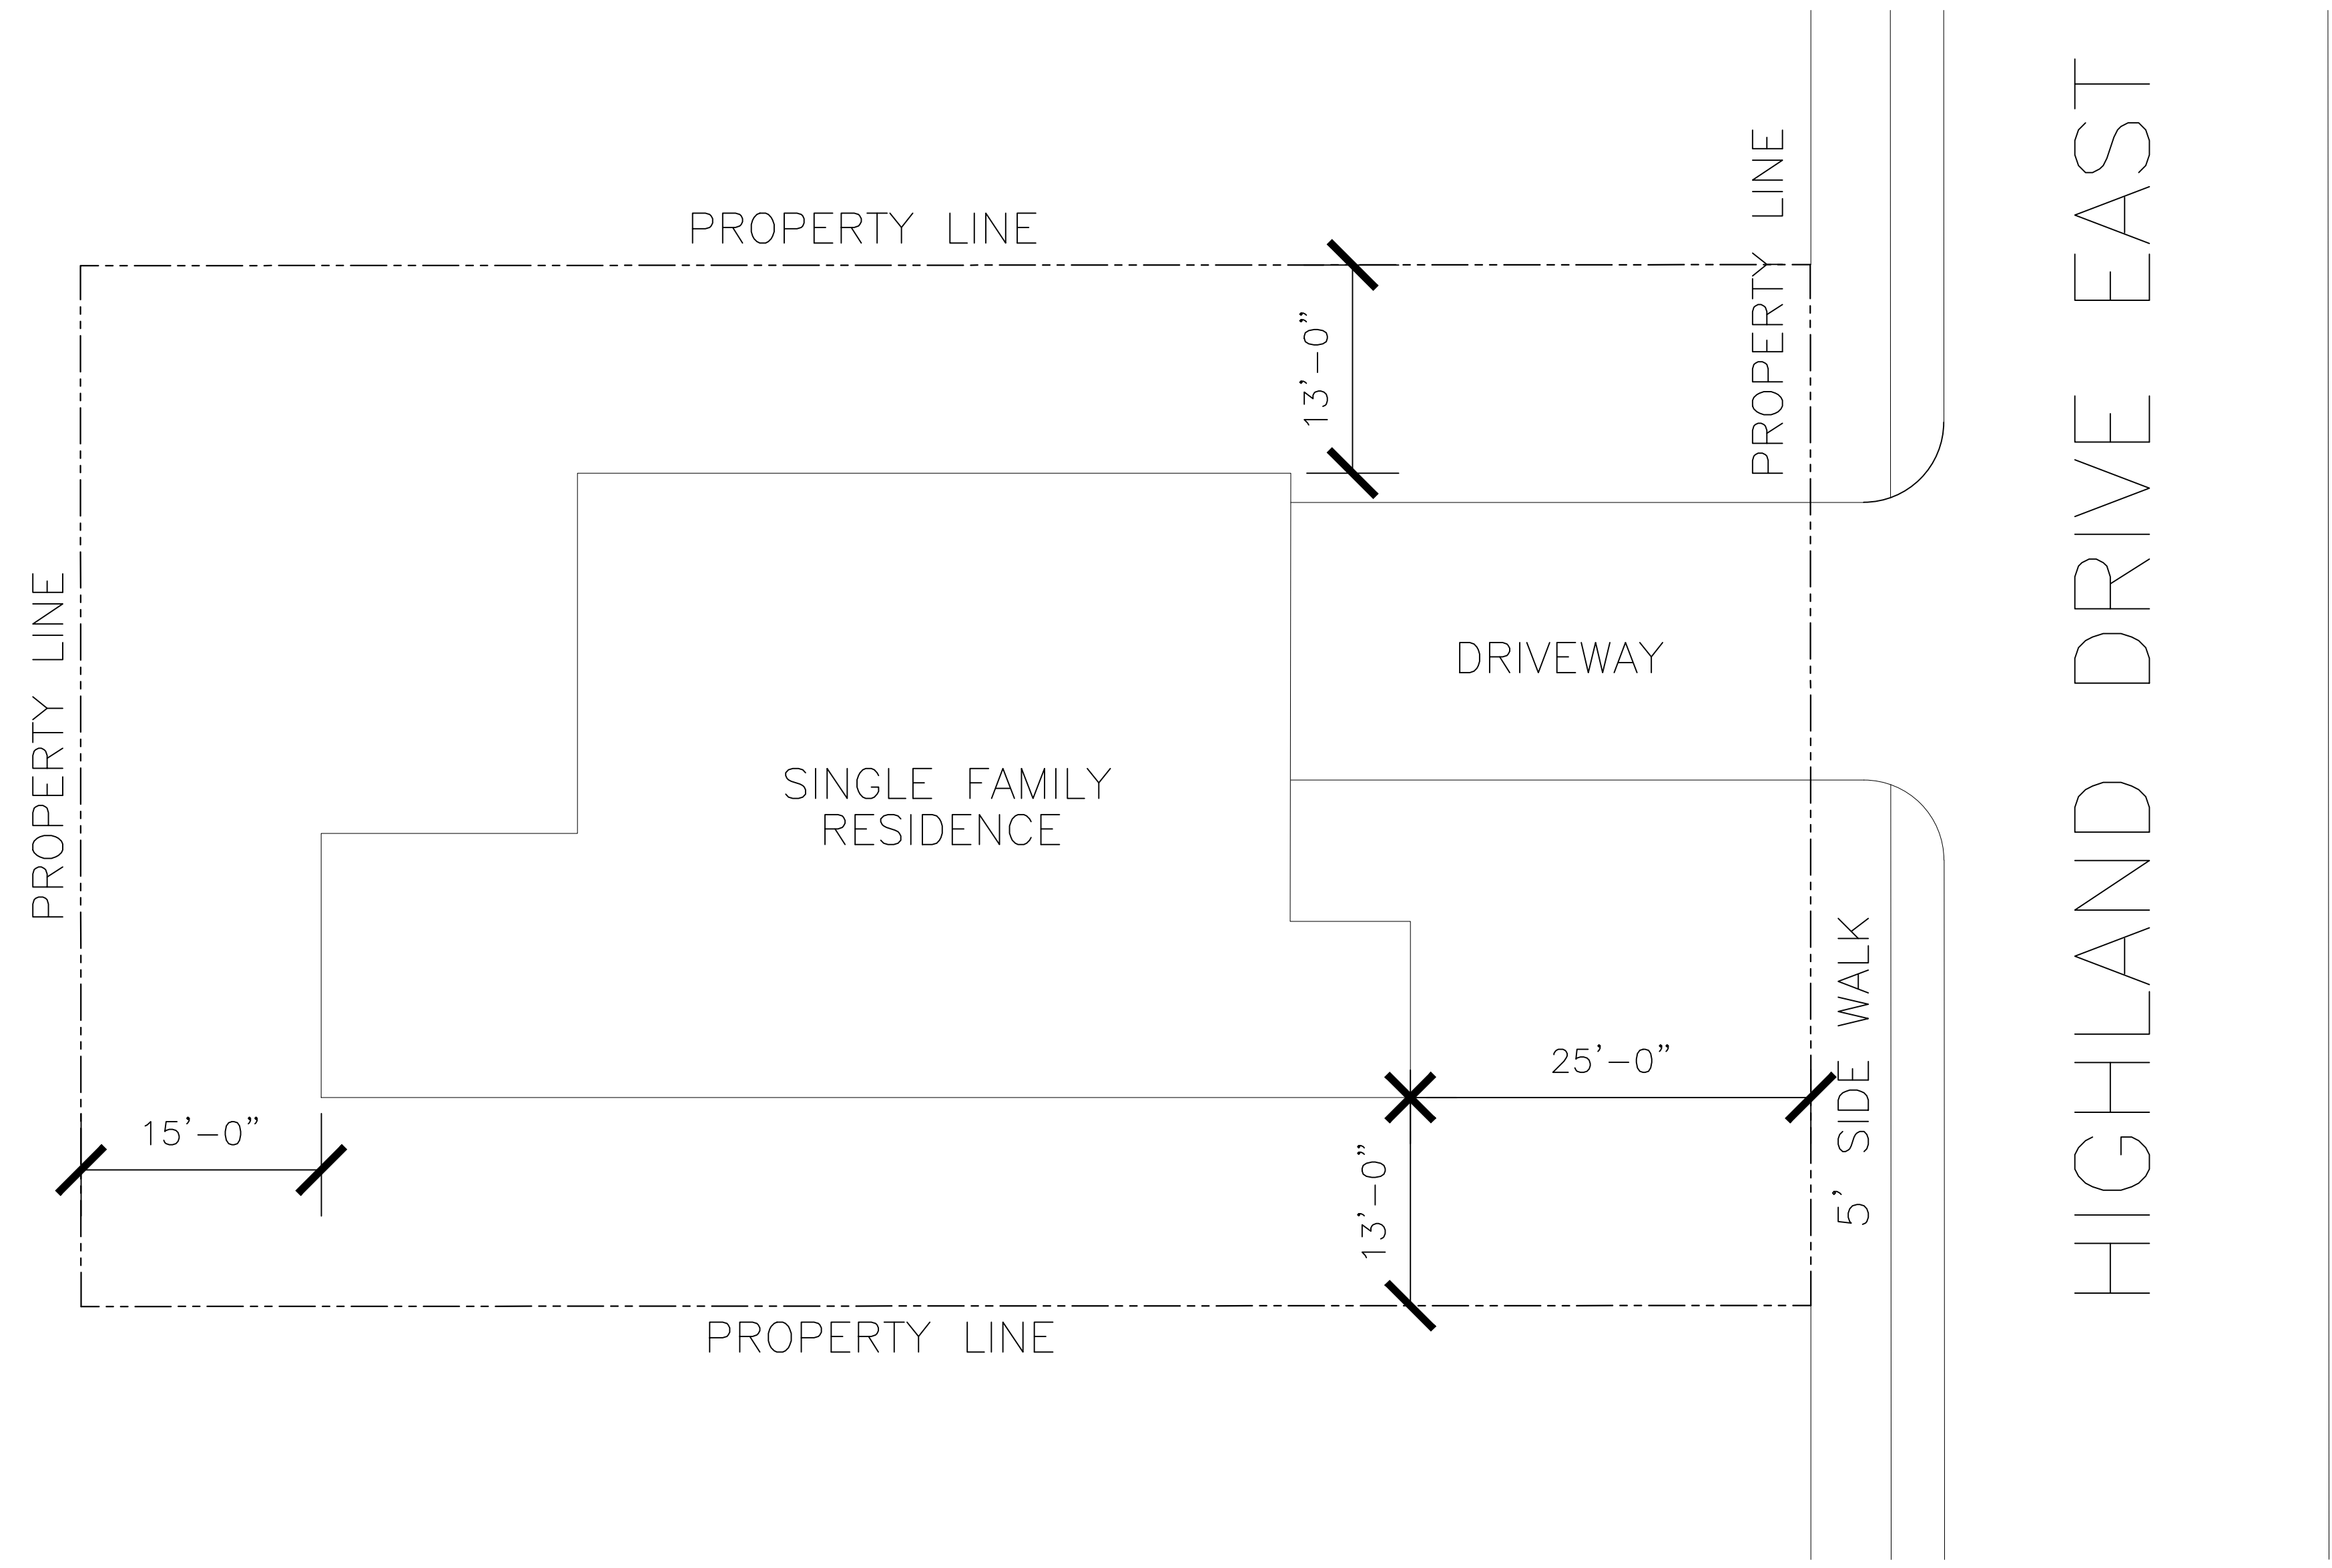 PROPERTY LINE
PROPERTY LINE
13'-0"
HIGHLAND DRIVE EAST
PROPERTY LINE
DRIVEWAY
SINGLE FAMILY
RESIDENCE
5' SIDE WALK
25'-0"
15'-0"
13'-0"
PROPERTY LINE